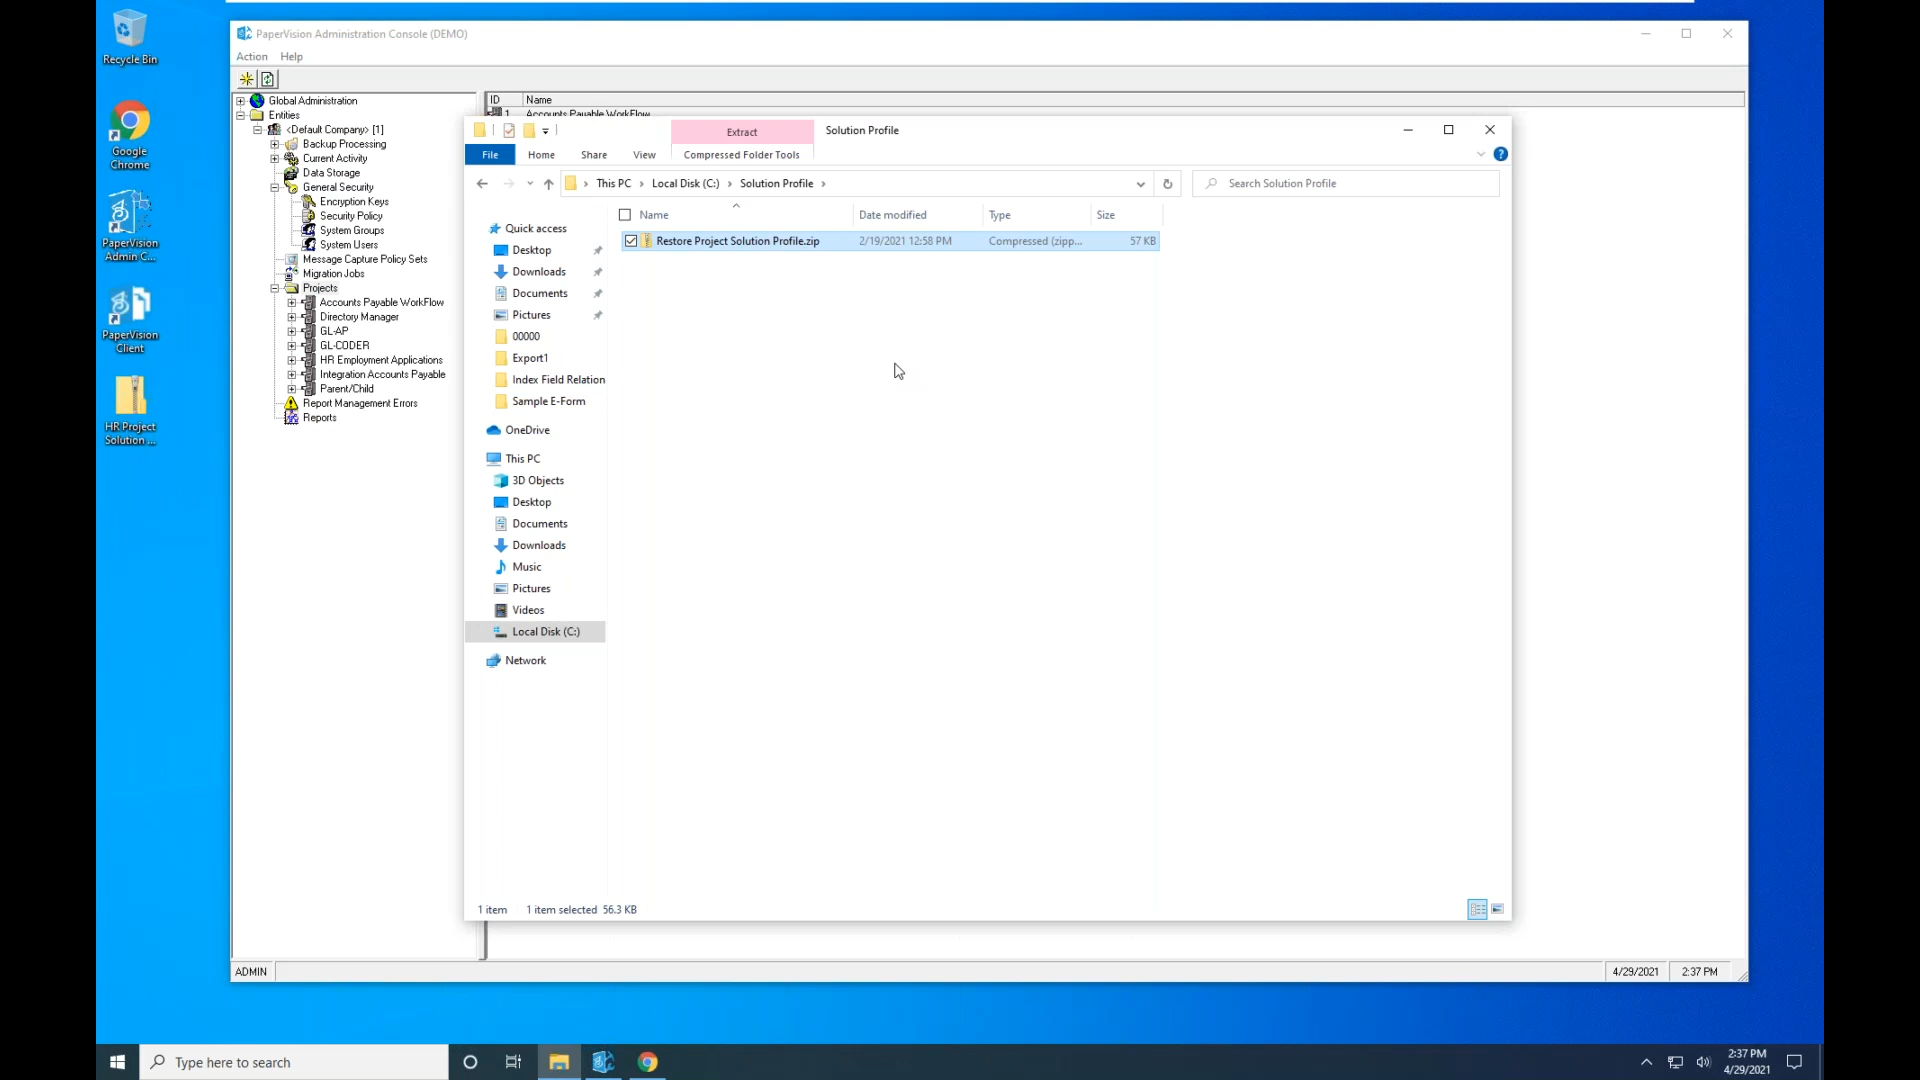 Recycle Bin
Google
Chrome
PaperVision
Admin C...
PaperVision
Client
HR Project
Solution ...
PaperVision Administration Console (DEMO)
Action Help
Global Administration
Entities
<Default Company> [1]
Backup Processing
Current Activity
Data Storage
General Security
Encryption Keys
Security Policy
System Groups
System Users
Message Capture Policy Sets
Migration Jobs
Projects
Accounts Payable WorkFlow
Directory Manager
GL-AP
GL-CODER
HR Employment Applications
Integration Accounts Payable
Parent/Child
Report Management Errors
Reports
ID Name
1 Accounts Payable WorkFlow
Extract Solution Profile
File Home Share View Compressed Folder Tools
This PC Local Disk (C:) Solution Profile Search Solution Profile
Name Date modified Type Size
Restore Project Solution Profile.zip 2/19/2021 12:58 PM Compressed (zipp... 57 KB
Quick access
Desktop
Downloads
Documents
Pictures
00000
Export1
Index Field Relation
Sample E-Form
OneDrive
This PC
3D Objects
Desktop
Documents
Downloads
Music
Pictures
Videos
Local Disk (C:)
Network
1 item 1 item selected 56.3 KB
ADMIN 4/29/2021 2:37 PM
Type here to search
2:37 PM
4/29/2021